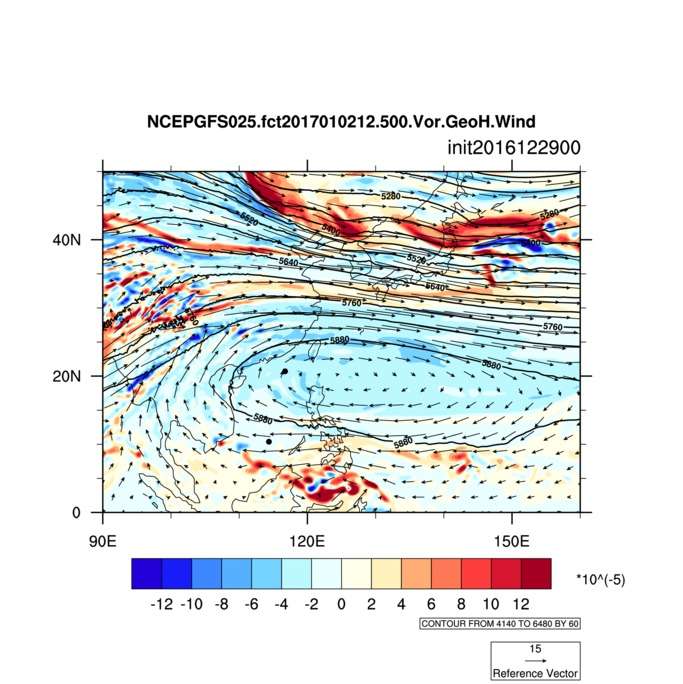 NCEPGFS025.fct2017010212.500.Vor.GeoH.Wind
init2016122900
5280
5520
5400
5280
5400
40N
5640
5520
5640
5760
5760
5760
5880
5880
20N
5880
5880
0
90E 120E 150E
-12 -10 -8 -6 -4 -2 0 2 4 6 8 10 12
*10^(-5)
CONTOUR FROM 4140 TO 6480 BY 60
15
Reference Vector